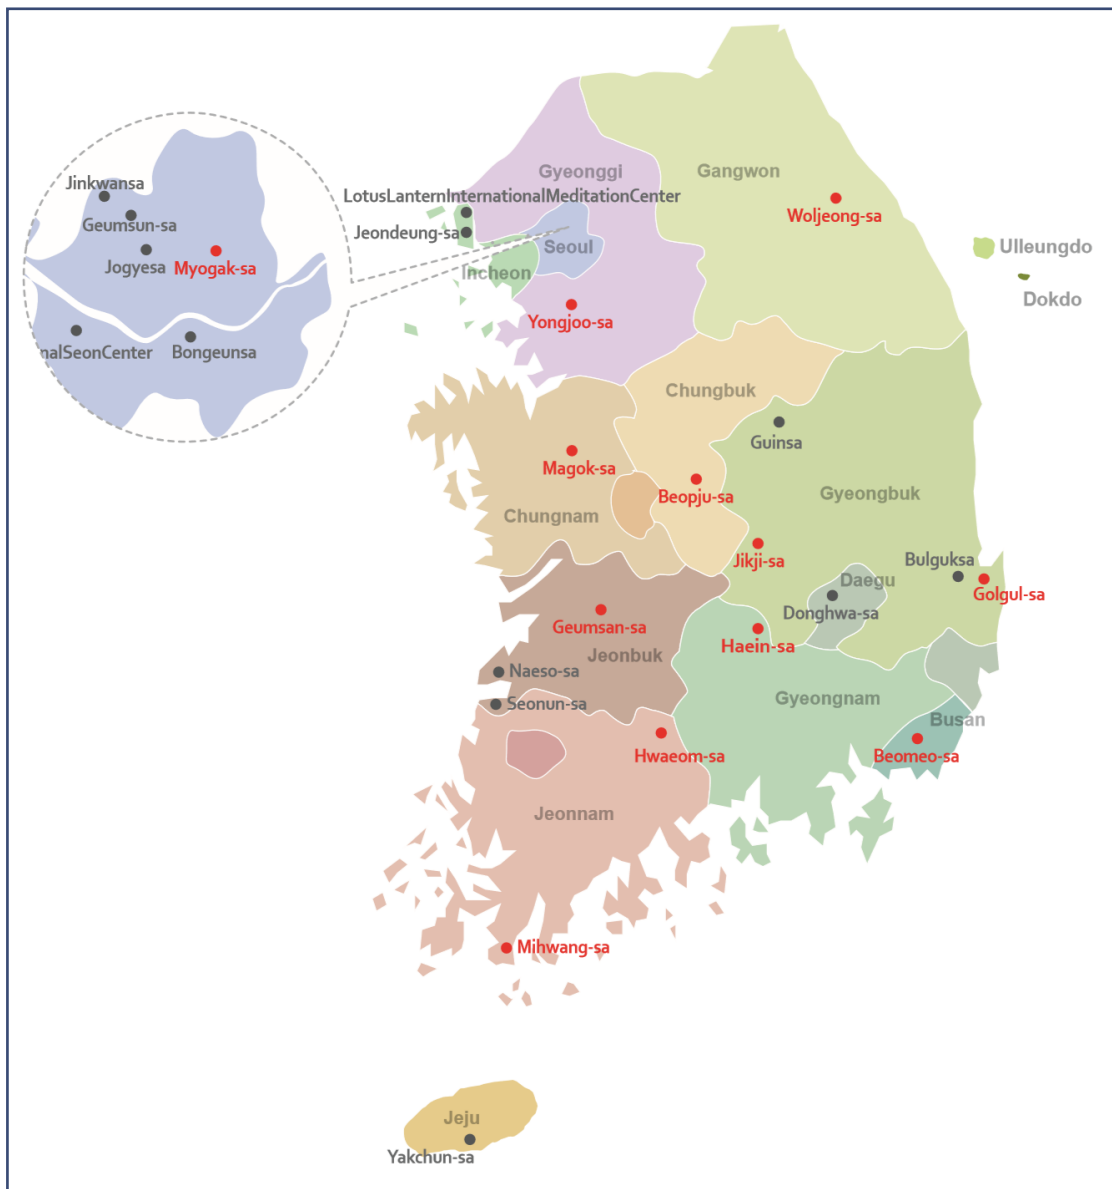 Gyeonggi
Gangwon
Jinkwansa
LotusLanternInternationalMeditationCenter
Woljeong-sa
Geumsun-sa
Jeondeung-sa
Seoul
Ulleungdo
Jogyesa
Myogak-sa
Incheon
Dokdo
Yongjoo-sa
nalSeonCenter
Bongeunsa
Chungbuk
Guinsa
Magok-sa
Beopju-sa
Gyeongbuk
Chungnam
Jikji-sa
Bulguksa
Daegu
Golgul-sa
Donghwa-sa
Geumsan-sa
Haein-sa
Jeonbuk
Naeso-sa
Gyeongnam
Seonun-sa
Busan
Hwaeom-sa
Beomeo-sa
Jeonnam
Mihwang-sa
Jeju
Yakchun-sa